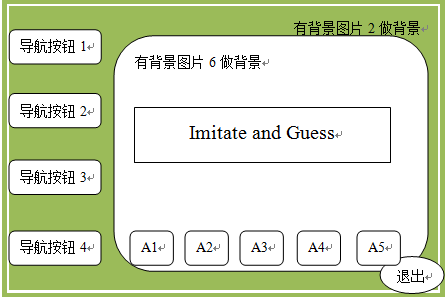 有背景图片 2 做背景
导航按钮 1
有背景图片 6 做背景
导航按钮 2
Imitate and Guess
导航按钮 3
导航按钮 4
A1
A2
A3
A4
A5
退出